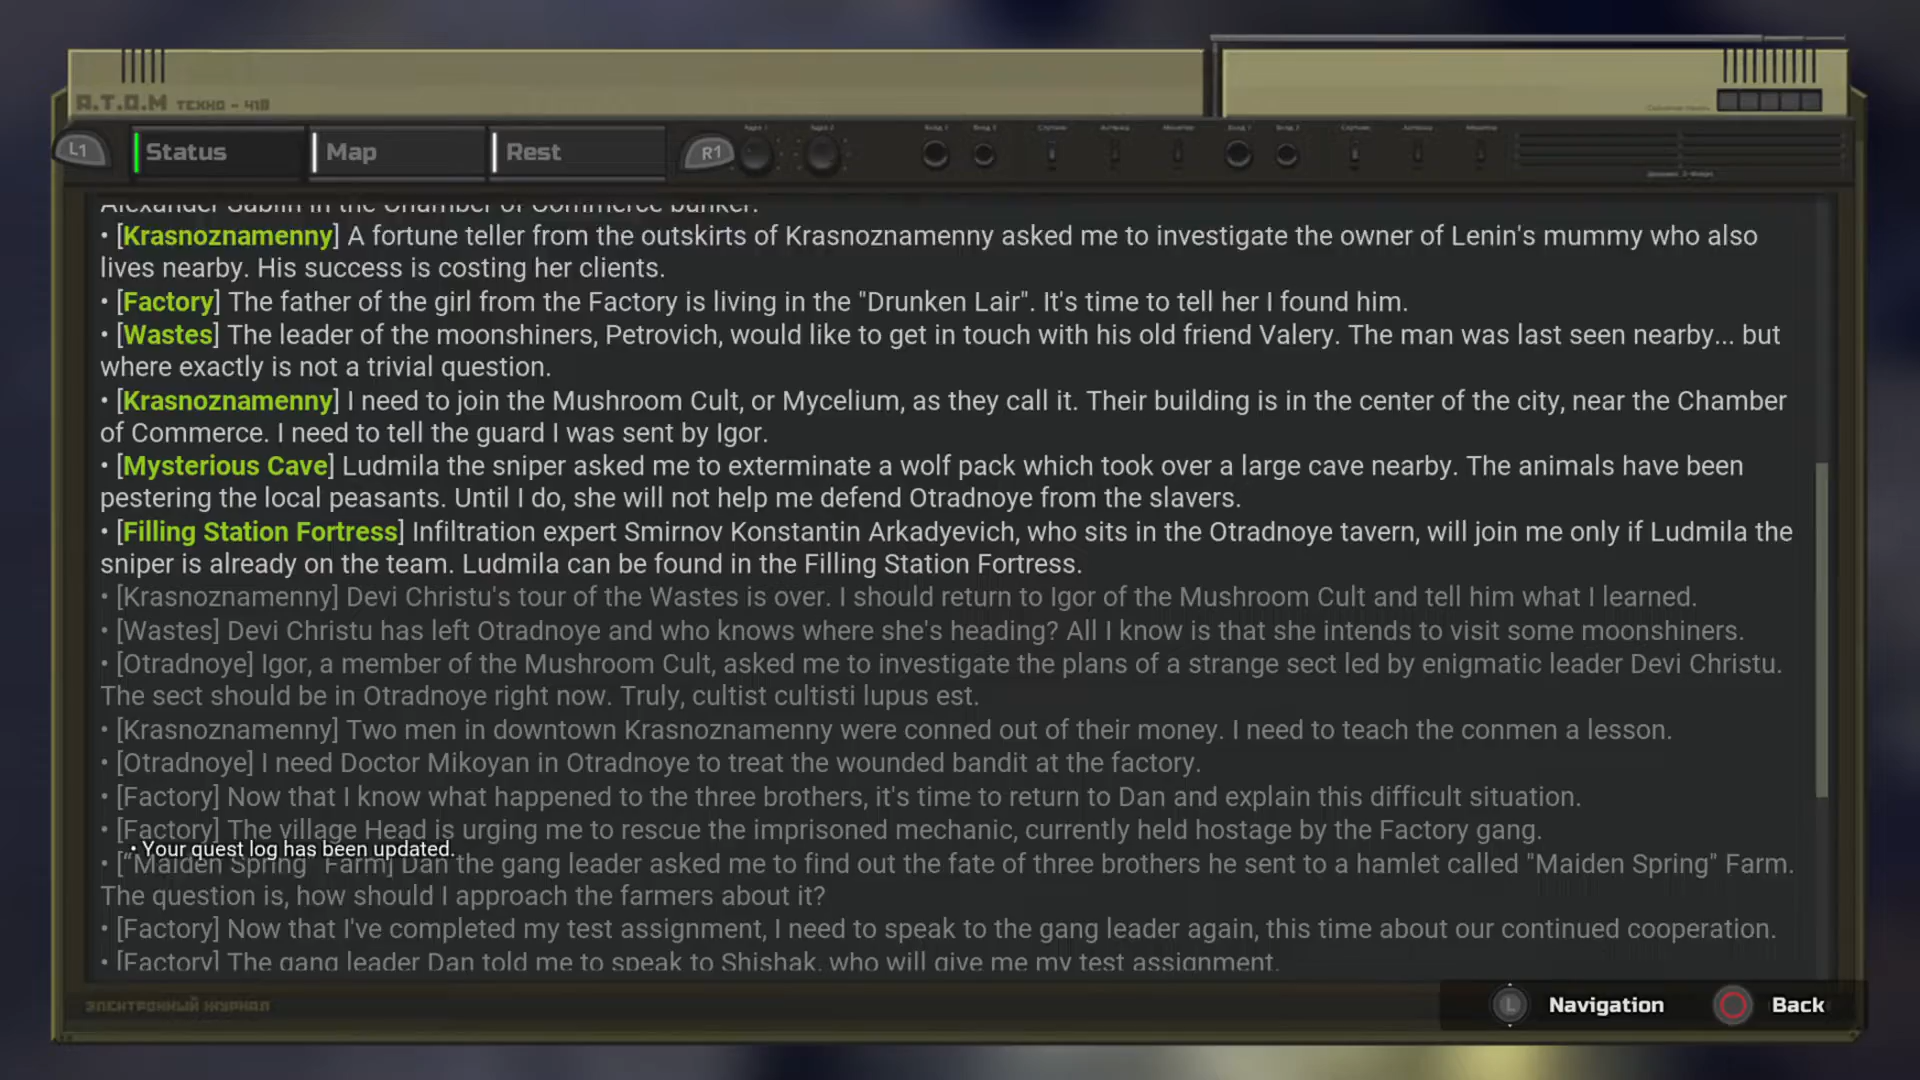 A.T.O.M ТЕХНО - 410
L1
Status
Map
Rest
R1
Alexander Sablin in the Chamber of Commerce bunker.
• [Krasnoznamenny] A fortune teller from the outskirts of Krasnoznamenny asked me to investigate the owner of Lenin's mummy who also
lives nearby. His success is costing her clients.
• [Factory] The father of the girl from the Factory is living in the "Drunken Lair". It's time to tell her I found him.
• [Wastes] The leader of the moonshiners, Petrovich, would like to get in touch with his old friend Valery. The man was last seen nearby... but
where exactly is not a trivial question.
• [Krasnoznamenny] I need to join the Mushroom Cult, or Mycelium, as they call it. Their building is in the center of the city, near the Chamber
of Commerce. I need to tell the guard I was sent by Igor.
• [Mysterious Cave] Ludmila the sniper asked me to exterminate a wolf pack which took over a large cave nearby. The animals have been
pestering the local peasants. Until I do, she will not help me defend Otradnoye from the slavers.
• [Filling Station Fortress] Infiltration expert Smirnov Konstantin Arkadyevich, who sits in the Otradnoye tavern, will join me only if Ludmila the
sniper is already on the team. Ludmila can be found in the Filling Station Fortress.
• [Krasnoznamenny] Devi Christu's tour of the Wastes is over. I should return to Igor of the Mushroom Cult and tell him what I learned.
• [Wastes] Devi Christu has left Otradnoye and who knows where she's heading? All I know is that she intends to visit some moonshiners.
• [Otradnoye] Igor, a member of the Mushroom Cult, asked me to investigate the plans of a strange sect led by enigmatic leader Devi Christu.
The sect should be in Otradnoye right now. Truly, cultist cultisti lupus est.
• [Krasnoznamenny] Two men in downtown Krasnoznamenny were conned out of their money. I need to teach the conmen a lesson.
• [Otradnoye] I need Doctor Mikoyan in Otradnoye to treat the wounded bandit at the factory.
• [Factory] Now that I know what happened to the three brothers, it's time to return to Dan and explain this difficult situation.
• [Factory] The village Head is urging me to rescue the imprisoned mechanic, currently held hostage by the Factory gang.
• Your quest log has been updated.
• ["Maiden Spring" Farm] Dan the gang leader asked me to find out the fate of three brothers he sent to a hamlet called "Maiden Spring" Farm.
The question is, how should I approach the farmers about it?
• [Factory] Now that I've completed my test assignment, I need to speak to the gang leader again, this time about our continued cooperation.
• [Factory] The gang leader Dan told me to speak to Shishak, who will give me my test assignment.
ЭЛЕКТРОННЫЙ ЖУРНАЛ
L
Navigation
Back